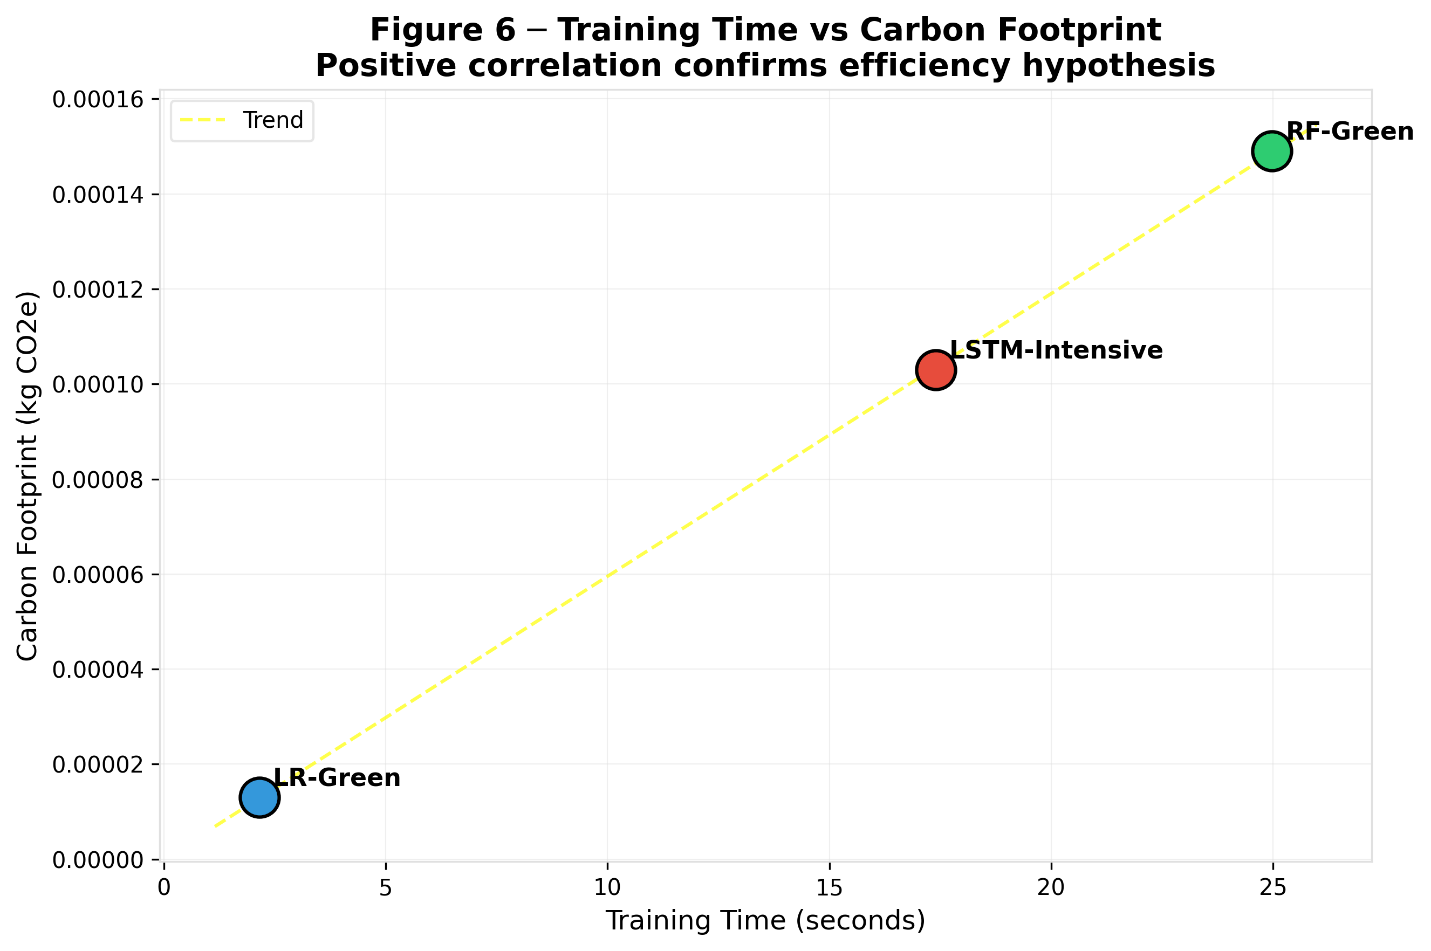 Figure 6 — Training Time vs Carbon Footprint
Positive correlation confirms efficiency hypothesis
Trend
RF-Green
LSTM-Intensive
LR-Green
Carbon Footprint (kg CO2e)
0.00016
0.00014
0.00012
0.00010
0.00008
0.00006
0.00004
0.00002
0.00000
0 5 10 15 20 25
Training Time (seconds)